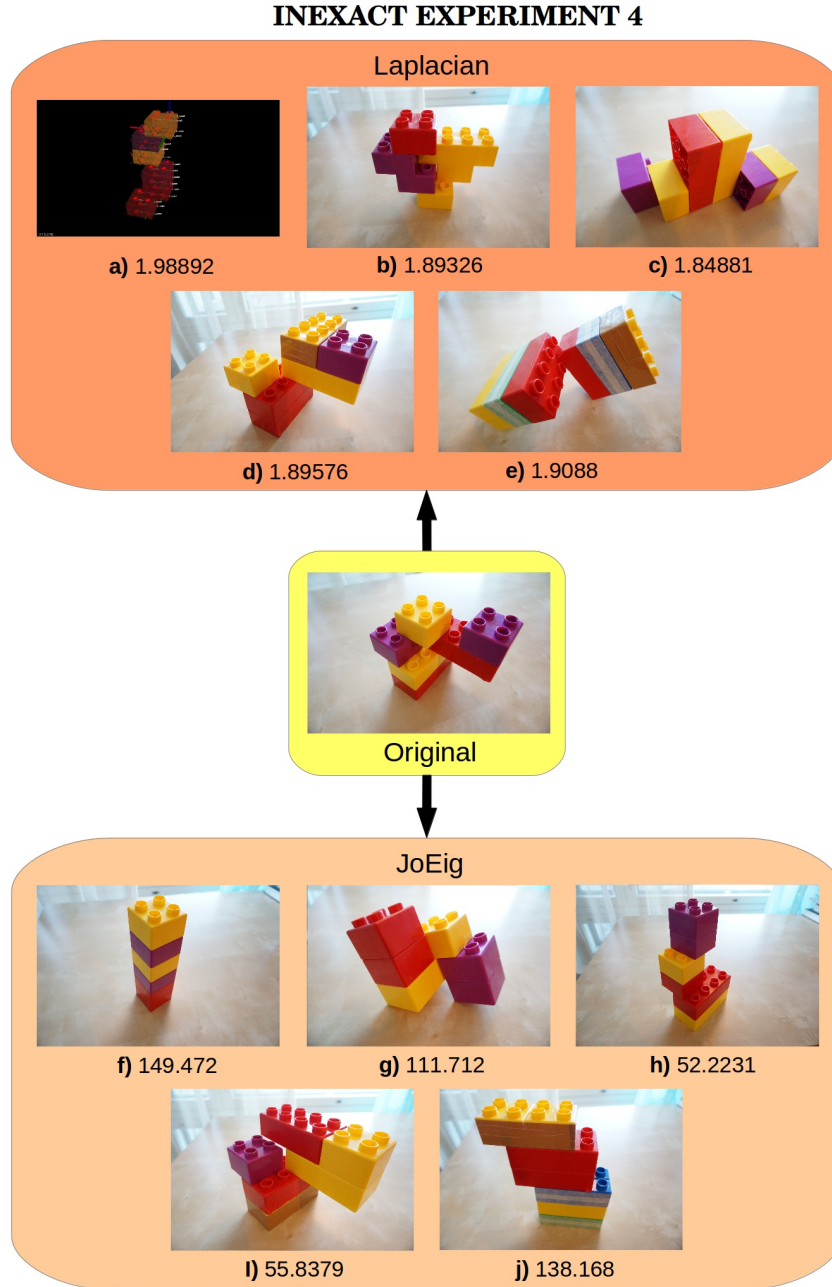 INEXACT EXPERIMENT 4
Laplacian
a) 1.98892
b) 1.89326
c) 1.84881
d) 1.89576
e) 1.9088
Original
JoEig
f) 149.472
g) 111.712
h) 52.2231
I) 55.8379
j) 138.168